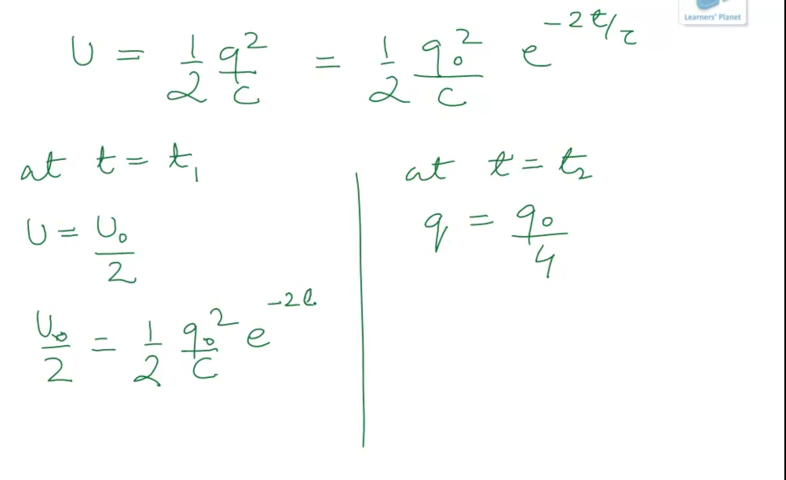 Learners' Planet
U = 1/2 q²/c = 1/2 q₀²/c e^(-2t/τ)
at t = t₁
U = U₀/2
U₀/2 = 1/2 q₀²/c e^(-2t
at t = t₂
q = q₀/4